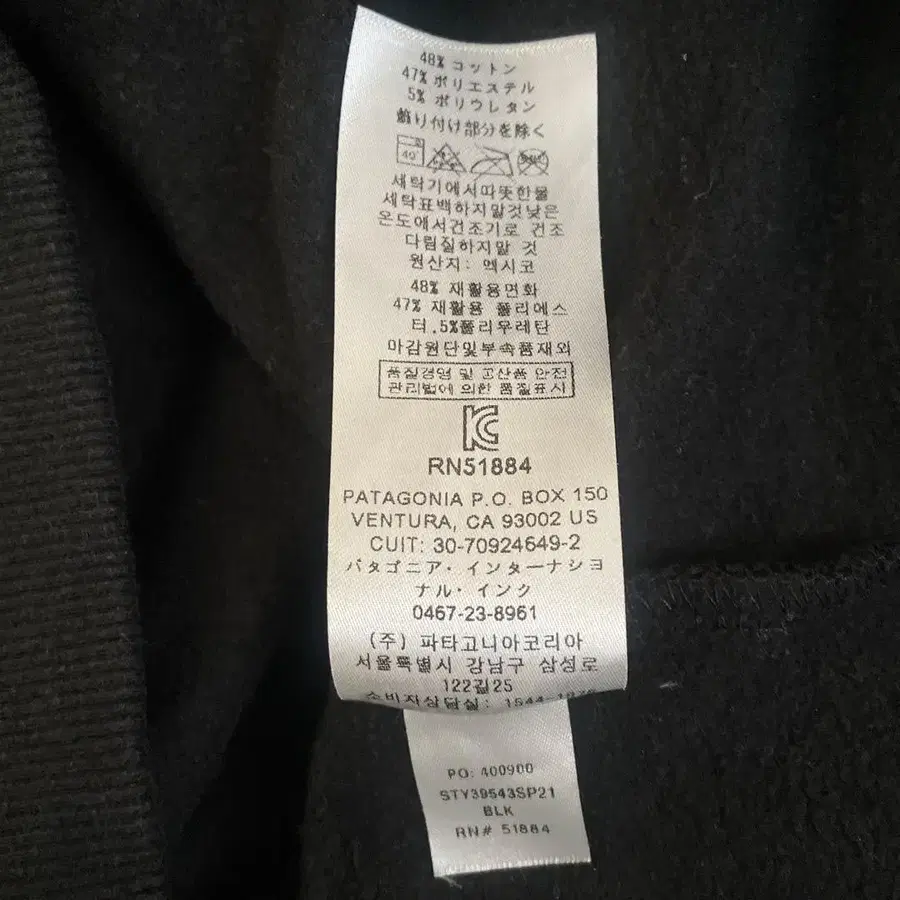 48% コットン
47% ポリエステル
5% ポリウレタン
飾り付け部分を除く
40°
세탁기에서따뜻한물
세탁표백하지말것낮은
온도에서건조기로 건조
다림질하지말 것
원산지: 멕시코
48% 재활용면화
47% 재활용 폴리에스
터.5%폴리우레탄
마감원단및부속품재외
품질경영 및 공산품 안전
관리법에 의한 품질표시
KC
RN51884
PATAGONIA P.O. BOX 150
VENTURA, CA 93002 US
CUIT: 30-70924649-2
パタゴニア・インターナショ
ナル・インク
0467-23-8961
(주) 파타고니아코리아
서울특별시 강남구 삼성로
122길25
소비자상담실: 1544-1876
PO: 400900
STY39543SP21
BLK
RN# 51884